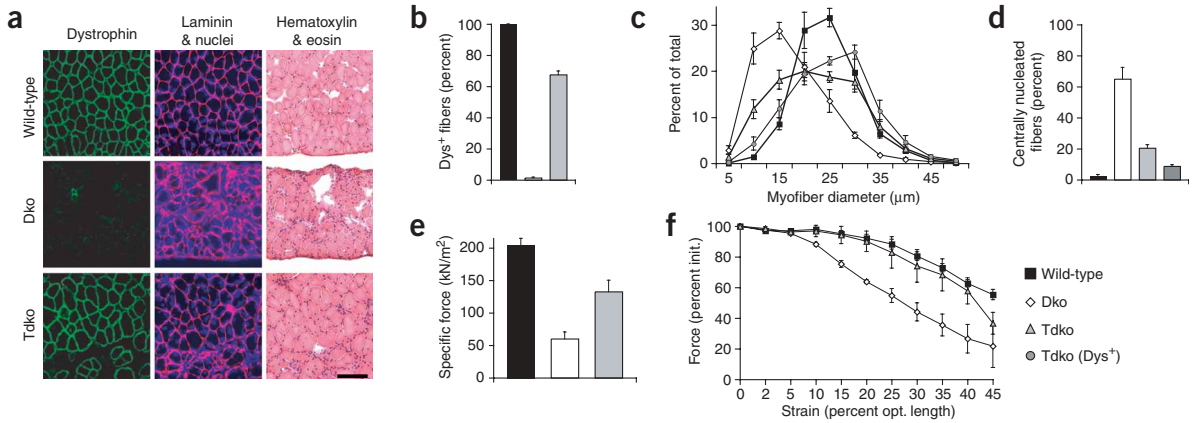 a
Dystrophin
Laminin
& nuclei
Hematoxylin
& eosin
Wild-type
Dko
Tdko
b
Dys+ fibers (percent)
100
80
60
40
20
0
c
Percent of total
30
20
10
0
5
15
25
35
45
Myofiber diameter (μm)
d
Centrally nucleated
fibers (percent)
100
80
60
40
20
0
e
Specific force (kN/m²)
200
150
100
50
0
f
Force (percent init.)
100
80
60
40
20
0
0
2
5
10
15
20
25
30
35
40
45
Strain (percent opt. length)
Wild-type
Dko
Tdko
Tdko (Dys+)